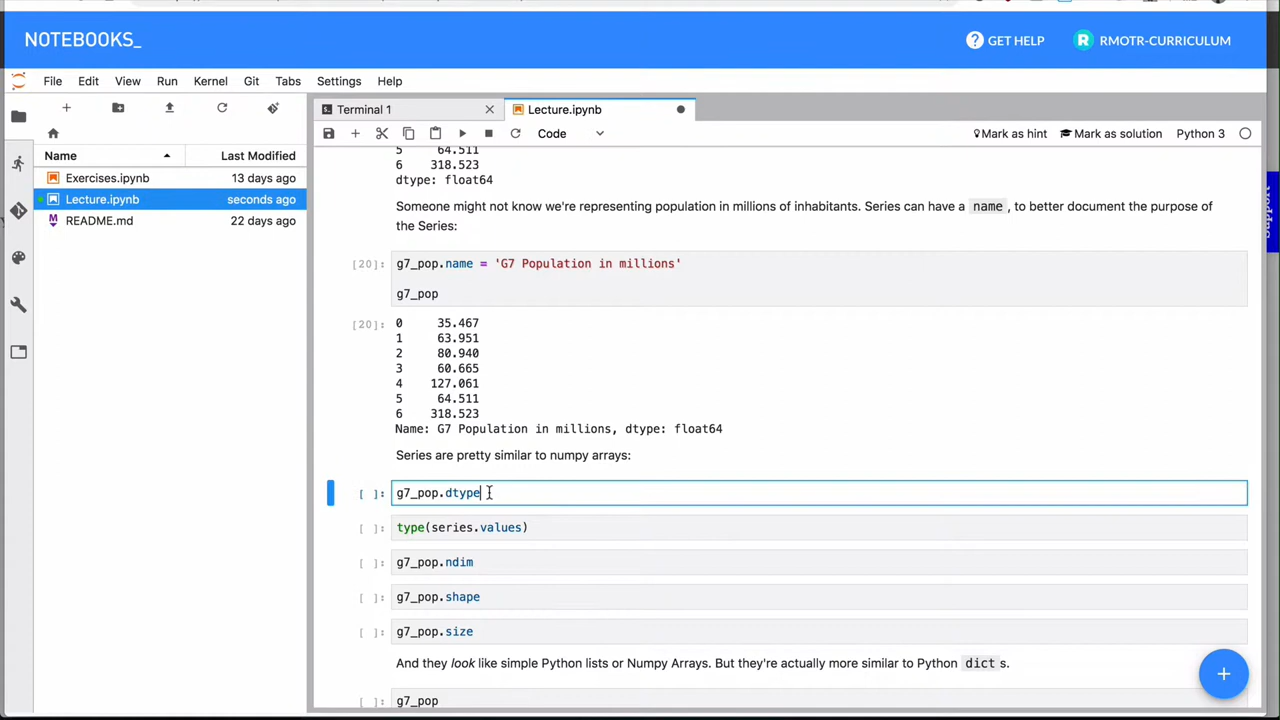 NOTEBOOKS_
? GET HELP
R RMOTR-CURRICULUM
File Edit View Run Kernel Git Tabs Settings Help
Terminal 1
Lecture.ipynb
Code
Mark as hint
Mark as solution
Python 3
Name
Last Modified
Exercises.ipynb 13 days ago
Lecture.ipynb seconds ago
README.md 22 days ago
Support
5 64.511
6 318.523
dtype: float64
Someone might not know we're representing population in millions of inhabitants. Series can have a name, to better document the purpose of
the Series:
[20]: g7_pop.name = 'G7 Population in millions'
g7_pop
[20]: 0 35.467
1 63.951
2 80.940
3 60.665
4 127.061
5 64.511
6 318.523
Name: G7 Population in millions, dtype: float64
Series are pretty similar to numpy arrays:
[ ]: g7_pop.dtype
[ ]: type(series.values)
[ ]: g7_pop.ndim
[ ]: g7_pop.shape
[ ]: g7_pop.size
And they look like simple Python lists or Numpy Arrays. But they're actually more similar to Python dict s.
[ ]: g7_pop